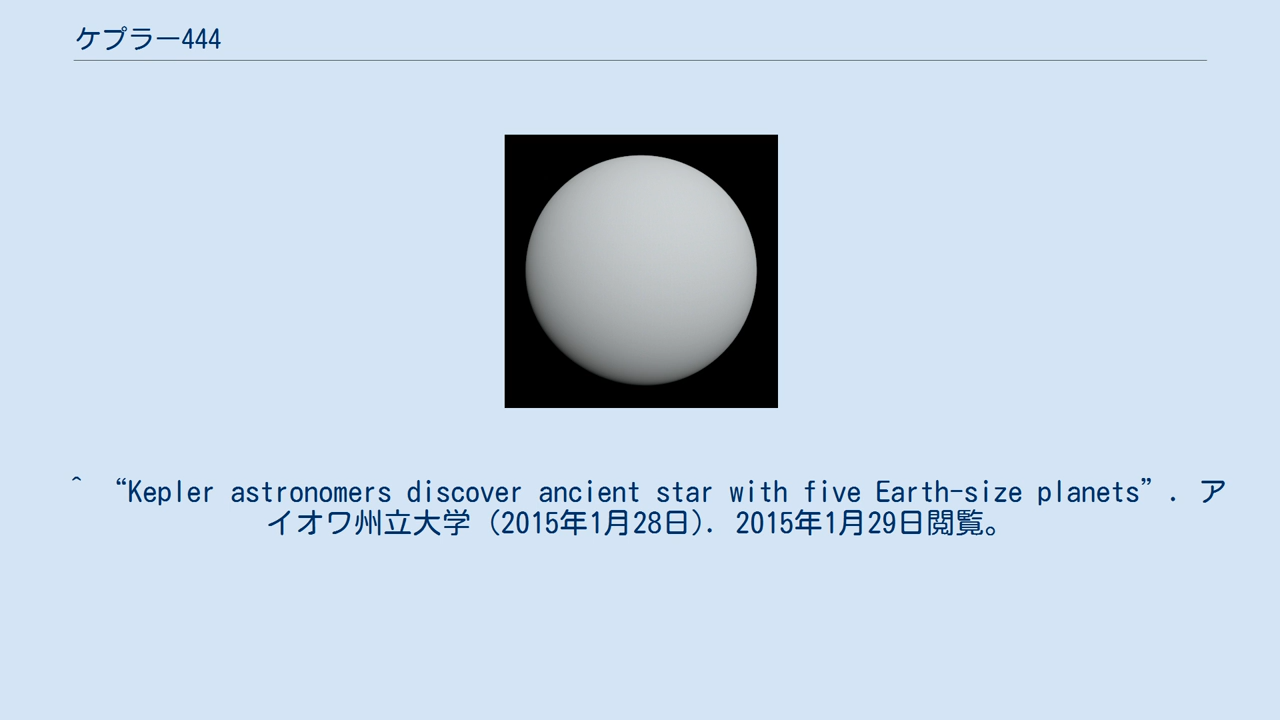 ケプラー444
^ “Kepler astronomers discover ancient star with five Earth-size planets”. ア
イオワ州立大学 (2015年1月28日). 2015年1月29日閲覧。